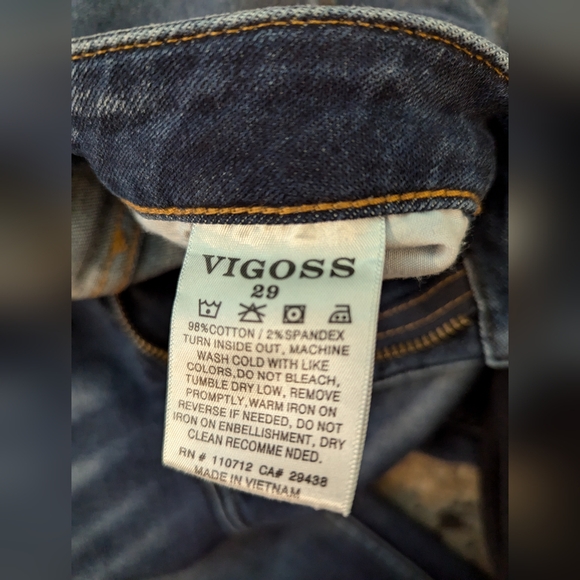 VIGOSS
29
98%COTTON / 2%SPANDEX
TURN INSIDE OUT, MACHINE
WASH COLD WITH LIKE
COLORS,DO NOT BLEACH,
TUMBLE DRY LOW, REMOVE
PROMPTLY,WARM IRON ON
REVERSE IF NEEDED, DO NOT
IRON ON ENBELLISHMENT, DRY
CLEAN RECOMME NDED.
RN # 110712 CA# 29438
MADE IN VIETNAM